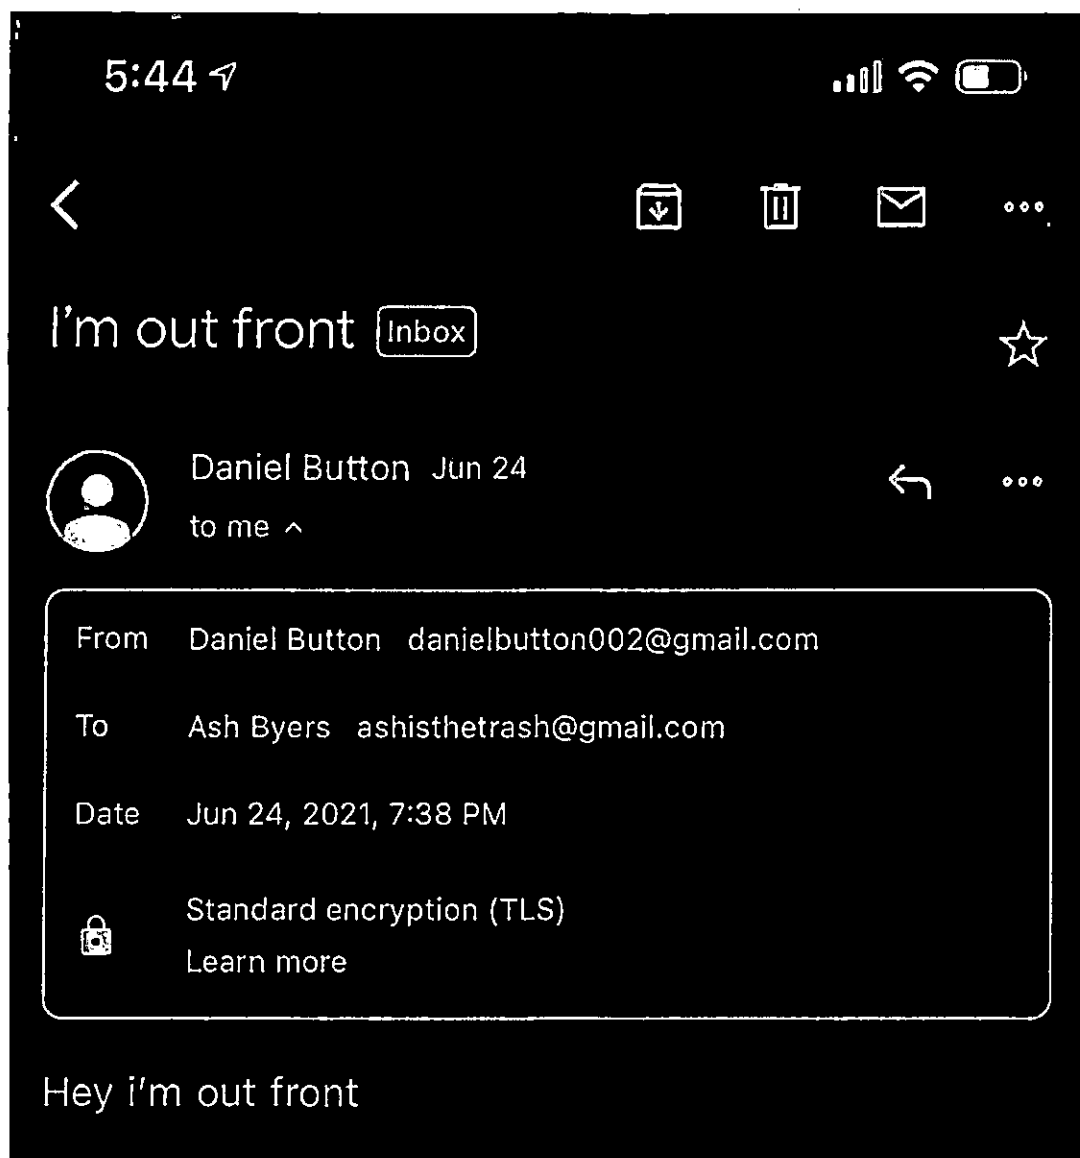 5:44
I'm out front Inbox
Daniel Button Jun 24
to me
From Daniel Button danielbutton002@gmail.com
To Ash Byers ashisthetrash@gmail.com
Date Jun 24, 2021, 7:38 PM
Standard encryption (TLS)
Learn more
Hey i'm out front